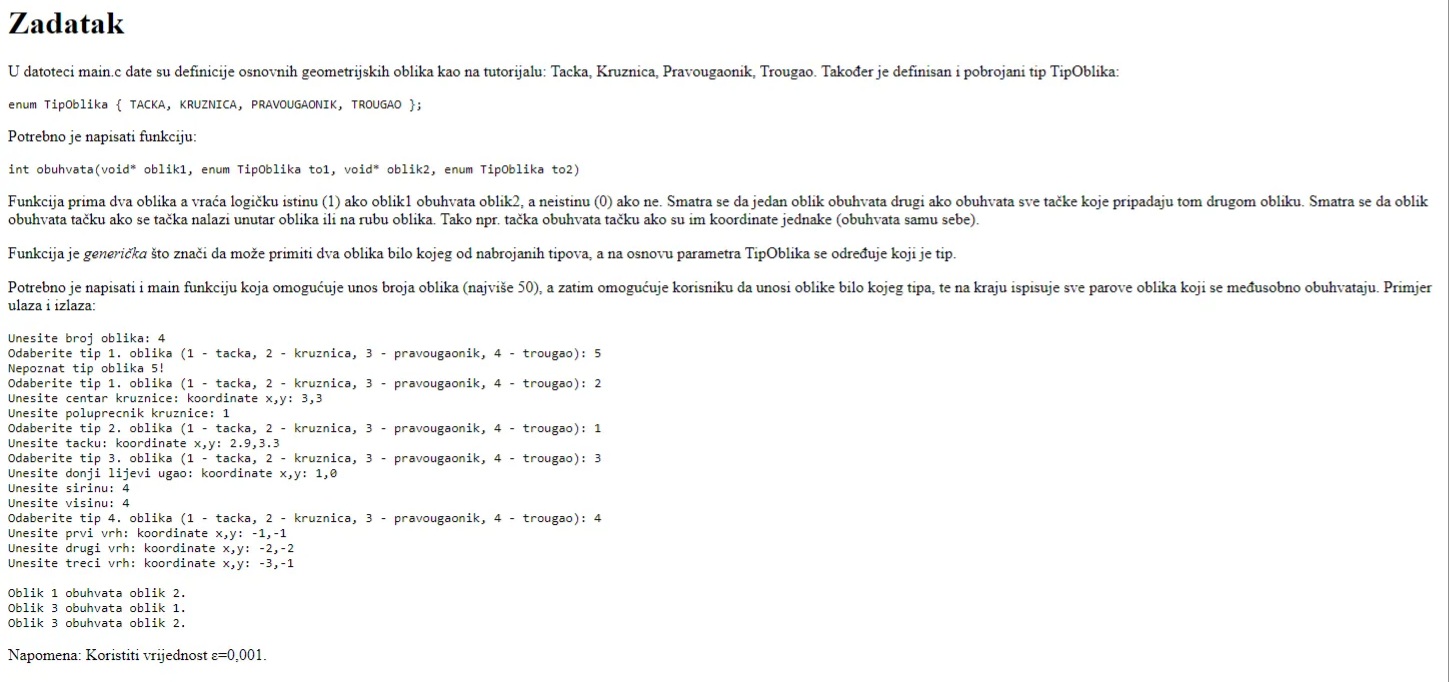 Zadatak
U datoteci main.c date su definicije osnovnih geometrijskih oblika kao na tutorijalu: Tacka, Kruznica, Pravougaonik, Trougao. Također je definisan i pobrojani tip TipOblika:
enum TipOblika { TACKA, KRUZNICA, PRAVOUGAONIK, TROUGAO };
Potrebno je napisati funkciju:
int obuhvata(void* oblik1, enum TipOblika to1, void* oblik2, enum TipOblika to2)
Funkcija prima dva oblika a vraća logičku istinu (1) ako oblik1 obuhvata oblik2, a neistinu (0) ako ne. Smatra se da jedan oblik obuhvata drugi ako obuhvata sve tačke koje pripadaju tom drugom obliku. Smatra se da oblik
obuhvata tačku ako se tačka nalazi unutar oblika ili na rubu oblika. Tako npr. tačka obuhvata tačku ako su im koordinate jednake (obuhvata samu sebe).
Funkcija je generička što znači da može primiti dva oblika bilo kojeg od nabrojanih tipova, a na osnovu parametra TipOblika se određuje koji je tip.
Potrebno je napisati i main funkciju koja omogućuje unos broja oblika (najviše 50), a zatim omogućuje korisniku da unosi oblike bilo kojeg tipa, te na kraju ispisuje sve parove oblika koji se međusobno obuhvataju. Primjer
ulaza i izlaza:
Unesite broj oblika: 4
Odaberite tip 1. oblika (1 - tacka, 2 - kruznica, 3 - pravougaonik, 4 - trougao): 5
Nepoznat tip oblika 5!
Odaberite tip 1. oblika (1 - tacka, 2 - kruznica, 3 - pravougaonik, 4 - trougao): 2
Unesite centar kruznice: koordinate x,y: 3,3
Unesite poluprecnik kruznice: 1
Odaberite tip 2. oblika (1 - tacka, 2 - kruznica, 3 - pravougaonik, 4 - trougao): 1
Unesite tacku: koordinate x,y: 2.9,3.3
Odaberite tip 3. oblika (1 - tacka, 2 - kruznica, 3 - pravougaonik, 4 - trougao): 3
Unesite donji lijevi ugao: koordinate x,y: 1,0
Unesite sirinu: 4
Unesite visinu: 4
Odaberite tip 4. oblika (1 - tacka, 2 - kruznica, 3 - pravougaonik, 4 - trougao): 4
Unesite prvi vrh: koordinate x,y: -1,-1
Unesite drugi vrh: koordinate x,y: -2,-2
Unesite treci vrh: koordinate x,y: -3,-1
Oblik 1 obuhvata oblik 2.
Oblik 3 obuhvata oblik 1.
Oblik 3 obuhvata oblik 2.
Napomena: Koristiti vrijednost ε=0,001.